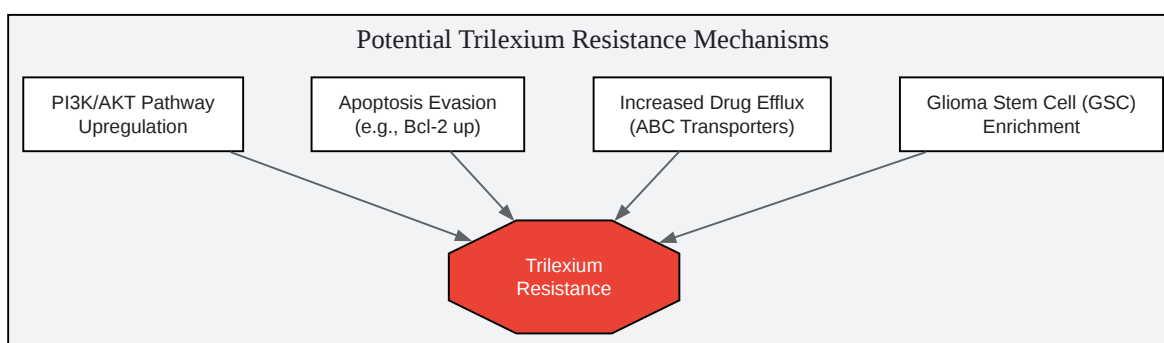 Potential Trilexium Resistance Mechanisms
PI3K/AKT Pathway
Upregulation
Apoptosis Evasion
(e.g., Bcl-2 up)
Increased Drug Efflux
(ABC Transporters)
Glioma Stem Cell (GSC)
Enrichment
Trilexium
Resistance